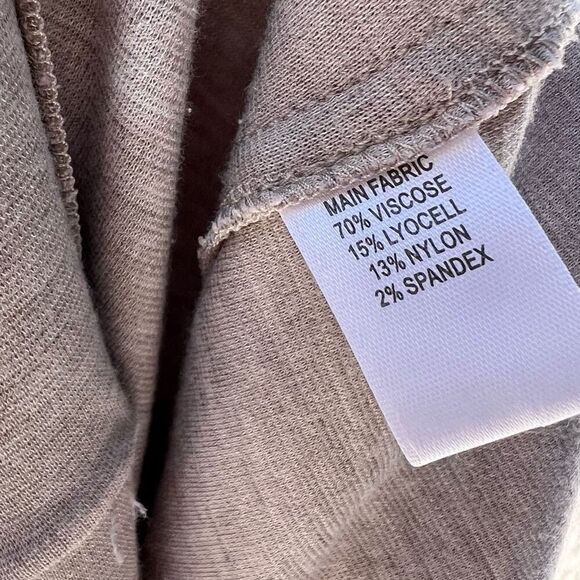 MAIN FABRIC
70% VISCOSE
15% LYOCELL
13% NYLON
2% SPANDEX